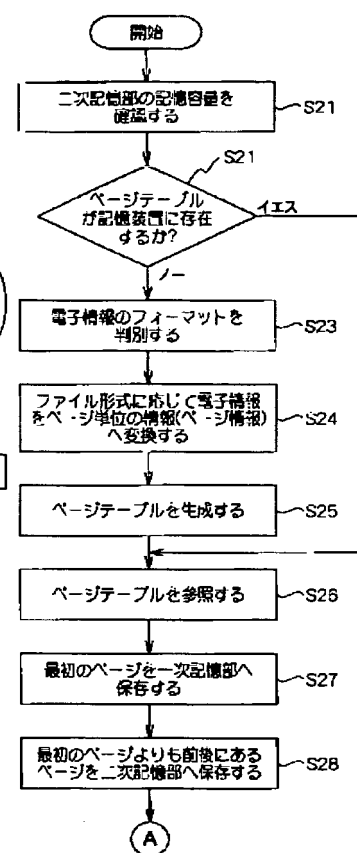 開始
二次記憶部の記憶容量を
確認する
S21
S21
ページテーブル
が記憶装置に存在
するか?
イエス
ノー
電子情報のフォーマットを
判別する
S23
ファイル形式に応じて電子情報
をページ単位の情報(ページ情報)
へ変換する
S24
ページテーブルを生成する
S25
ページテーブルを参照する
S26
最初のページを一次記憶部へ
保存する
S27
最初のページよりも前後にある
ページを二次記憶部へ保存する
S28
A